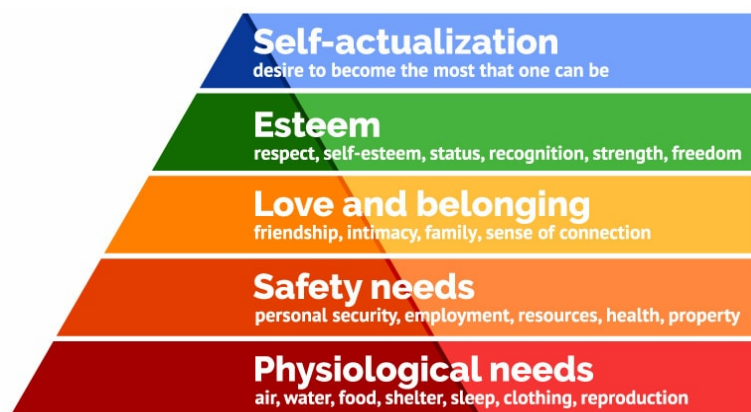 Self-actualization
desire to become the most that one can be
Esteem
respect, self-esteem, status, recognition, strength, freedom
Love and belonging
friendship, intimacy, family, sense of connection
Safety needs
personal security, employment, resources, health, property
Physiological needs
air, water, food, shelter, sleep, clothing, reproduction